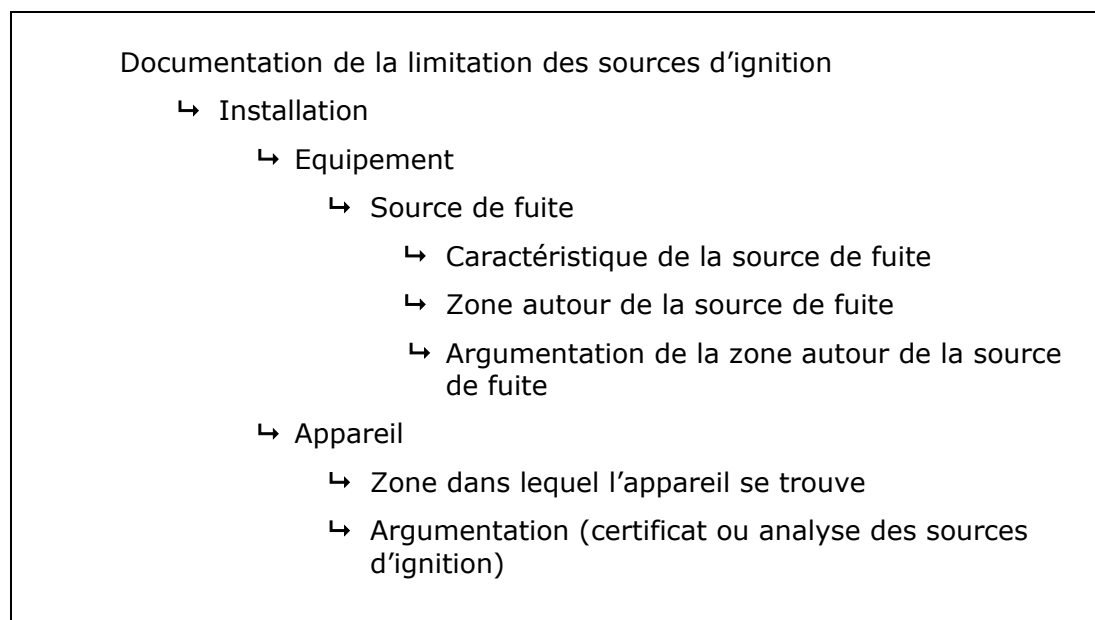 Documentation de la limitation des sources d’ignition
↳ Installation
↳ Equipement
↳ Source de fuite
↳ Caractéristique de la source de fuite
↳ Zone autour de la source de fuite
↳ Argumentation de la zone autour de la source
de fuite
↳ Appareil
↳ Zone dans lequel l’appareil se trouve
↳ Argumentation (certificat ou analyse des sources
d’ignition)